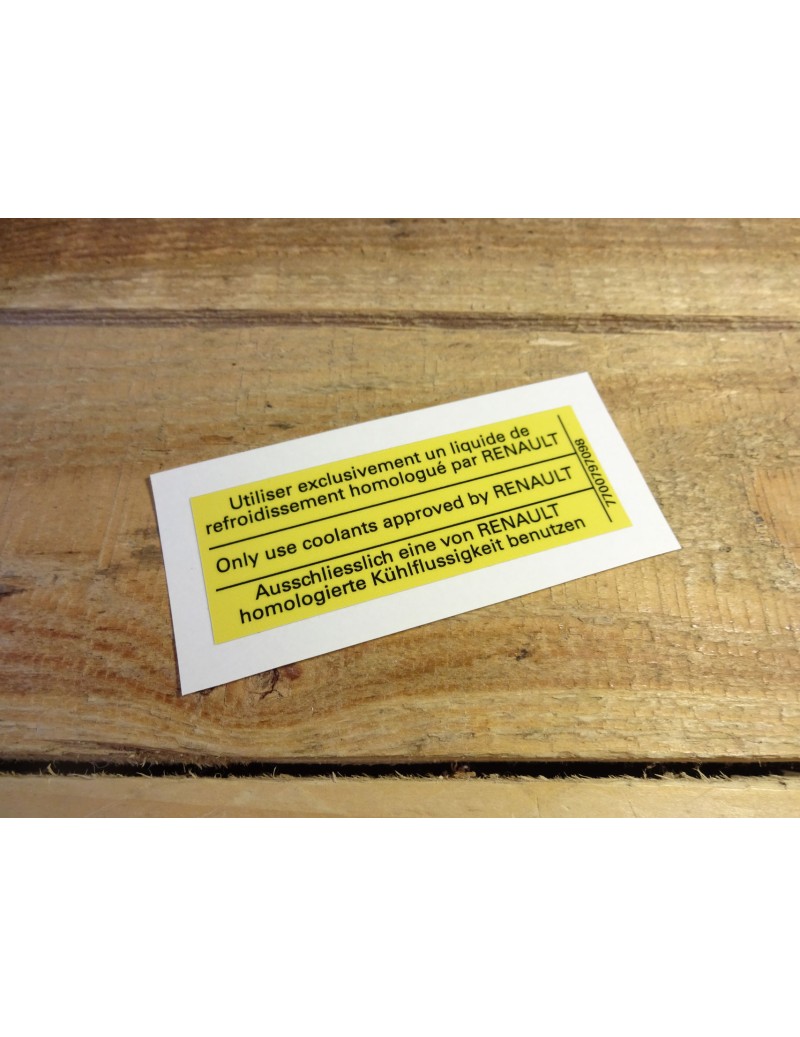 Utiliser exclusivement un liquide de
refroidissement homologué par RENAULT
Only use coolants approved by RENAULT
Ausschliesslich eine von RENAULT
homologierte Kühlflussigkeit benutzen
7700797098